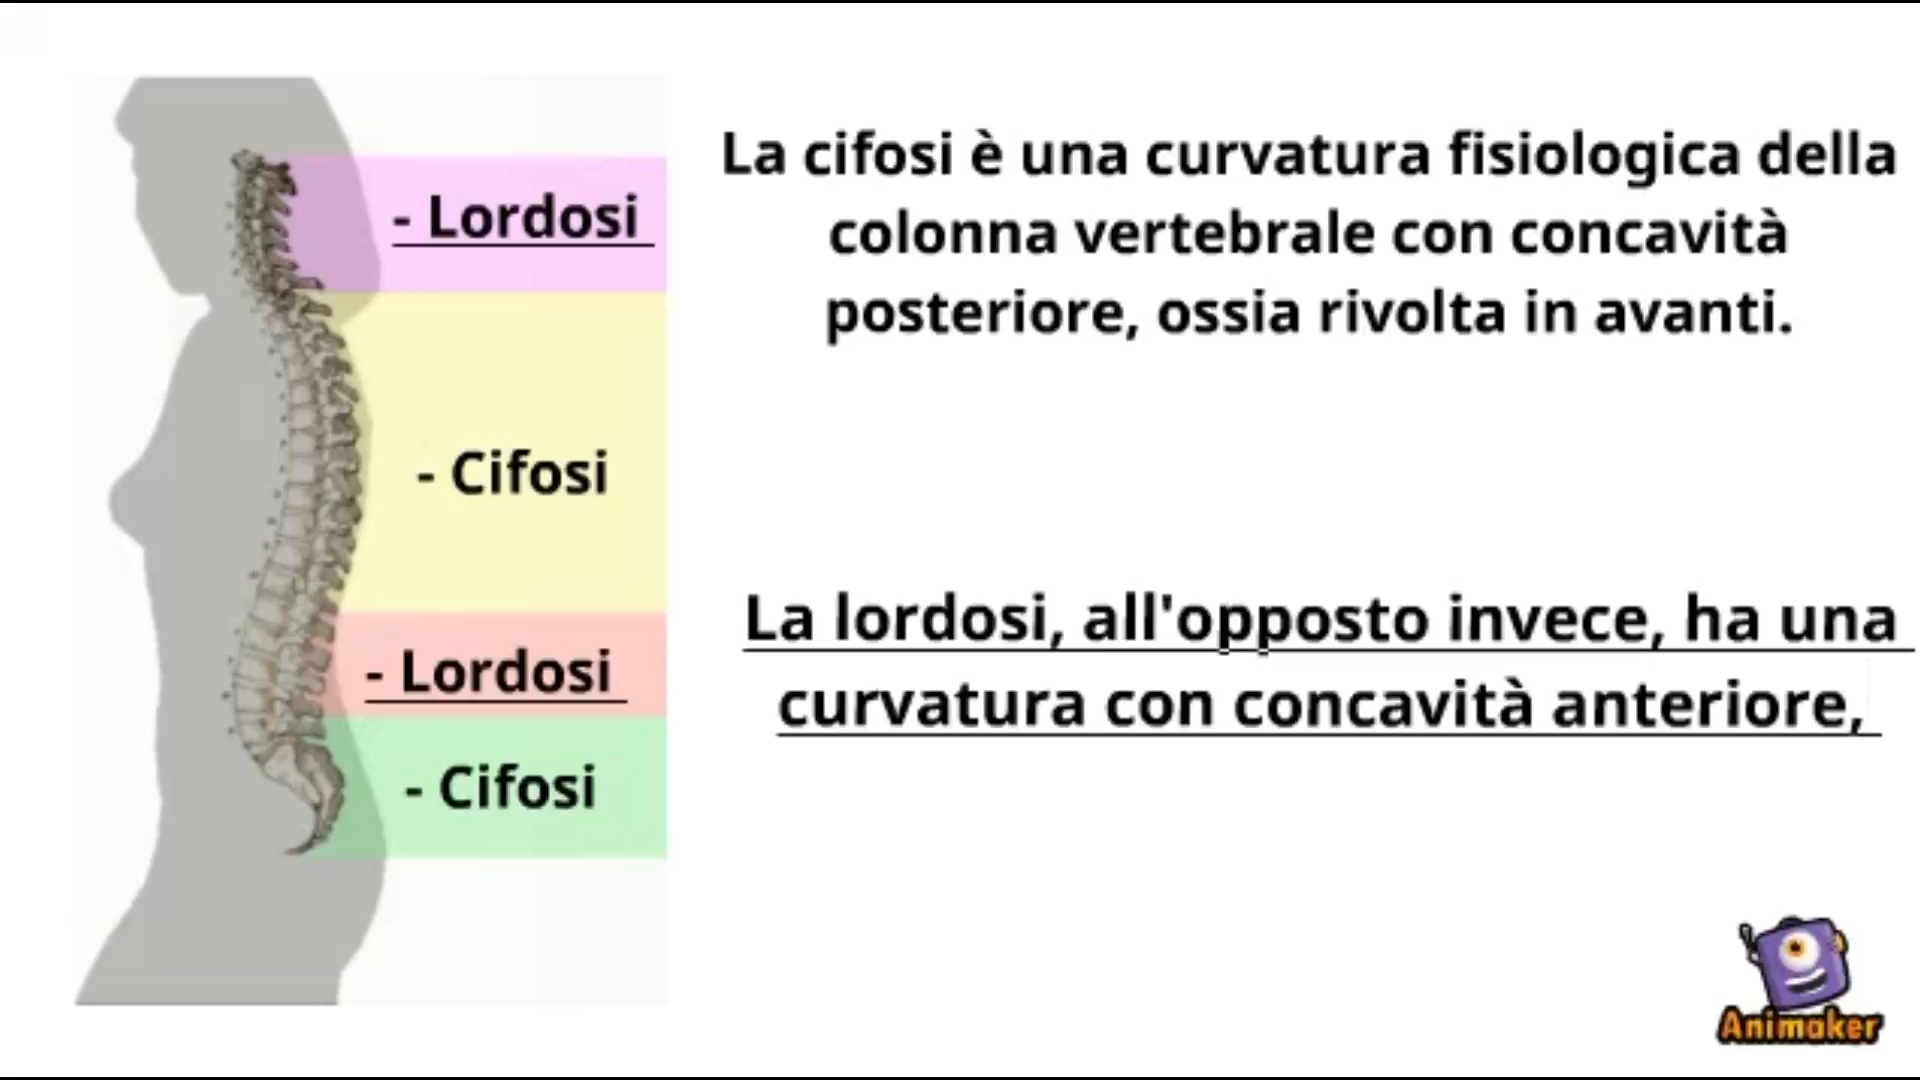 - Lordosi
- Cifosi
- Lordosi
- Cifosi
La cifosi è una curvatura fisiologica della
colonna vertebrale con concavità
posteriore, ossia rivolta in avanti.
La lordosi, all'opposto invece, ha una
curvatura con concavità anteriore,
Animaker